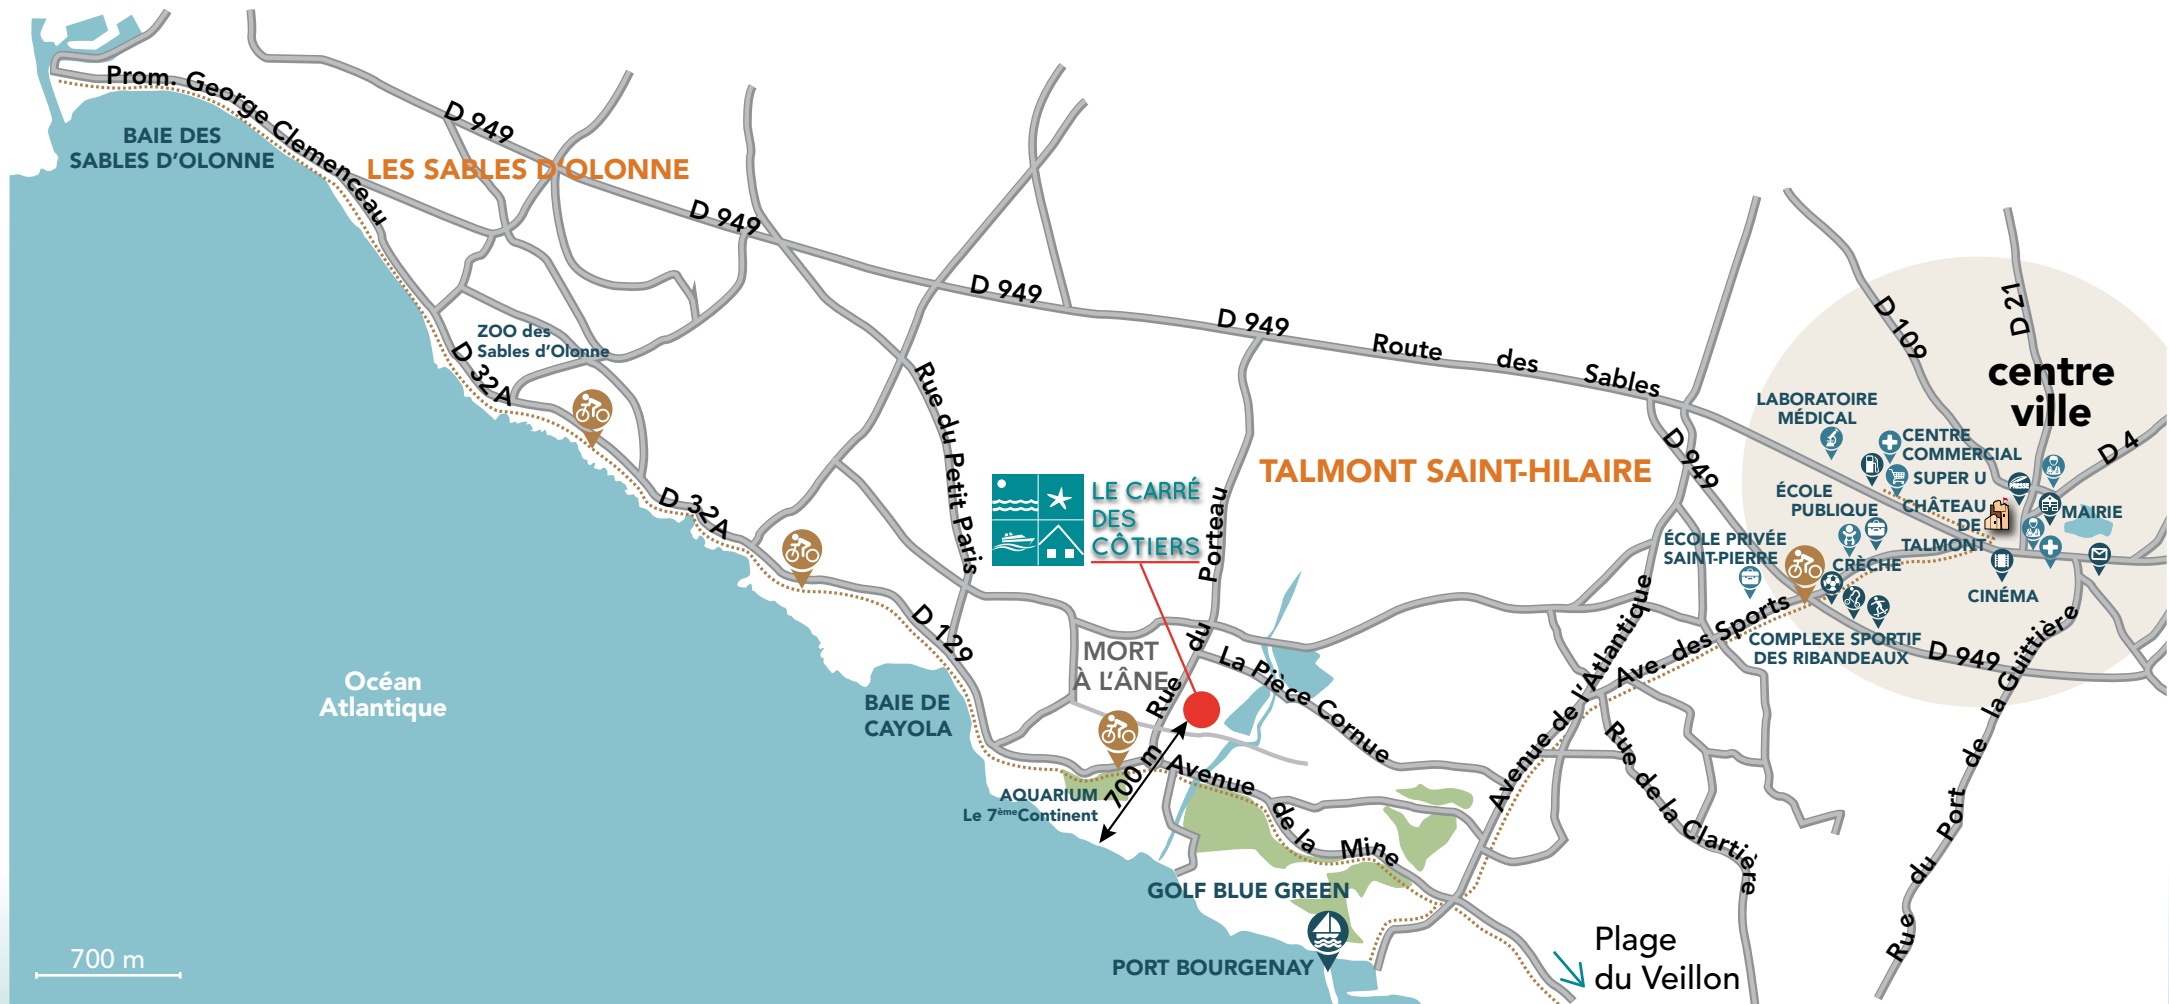 Prom. George Clemenceau
BAIE DES
SABLES D'OLONNE
D 949
LES SABLES D'OLONNE
D 949
D 949
D 949
Route des Sables
D 949
D 109
D 21
centre
ville
D 4
ZOO des
Sables d'Olonne
D 32A
D 32A
Rue du Petit Paris
LE CARRÉ
DES
CÔTIERS
Rue du Porteau
TALMONT SAINT-HILAIRE
LABORATOIRE
MÉDICAL
CENTRE
COMMERCIAL
SUPER U
ÉCOLE
PUBLIQUE
CHÂTEAU
DE
TALMONT
PRESSE
MAIRIE
ÉCOLE PRIVÉE
SAINT-PIERRE
CRÈCHE
CINÉMA
COMPLEXE SPORTIF
DES RIBANDEAUX
D 949
Ave. des Sports
Avenue de l'Atlantique
Rue de la Clartière
Rue du Port de la Guittière
D 129
MORT
À L'ÂNE
La Pièce Cornue
BAIE DE
CAYOLA
Océan
Atlantique
AQUARIUM
Le 7èmeContinent
700 m
Avenue de la Mine
GOLF BLUE GREEN
PORT BOURGENAY
Plage
du Veillon
700 m